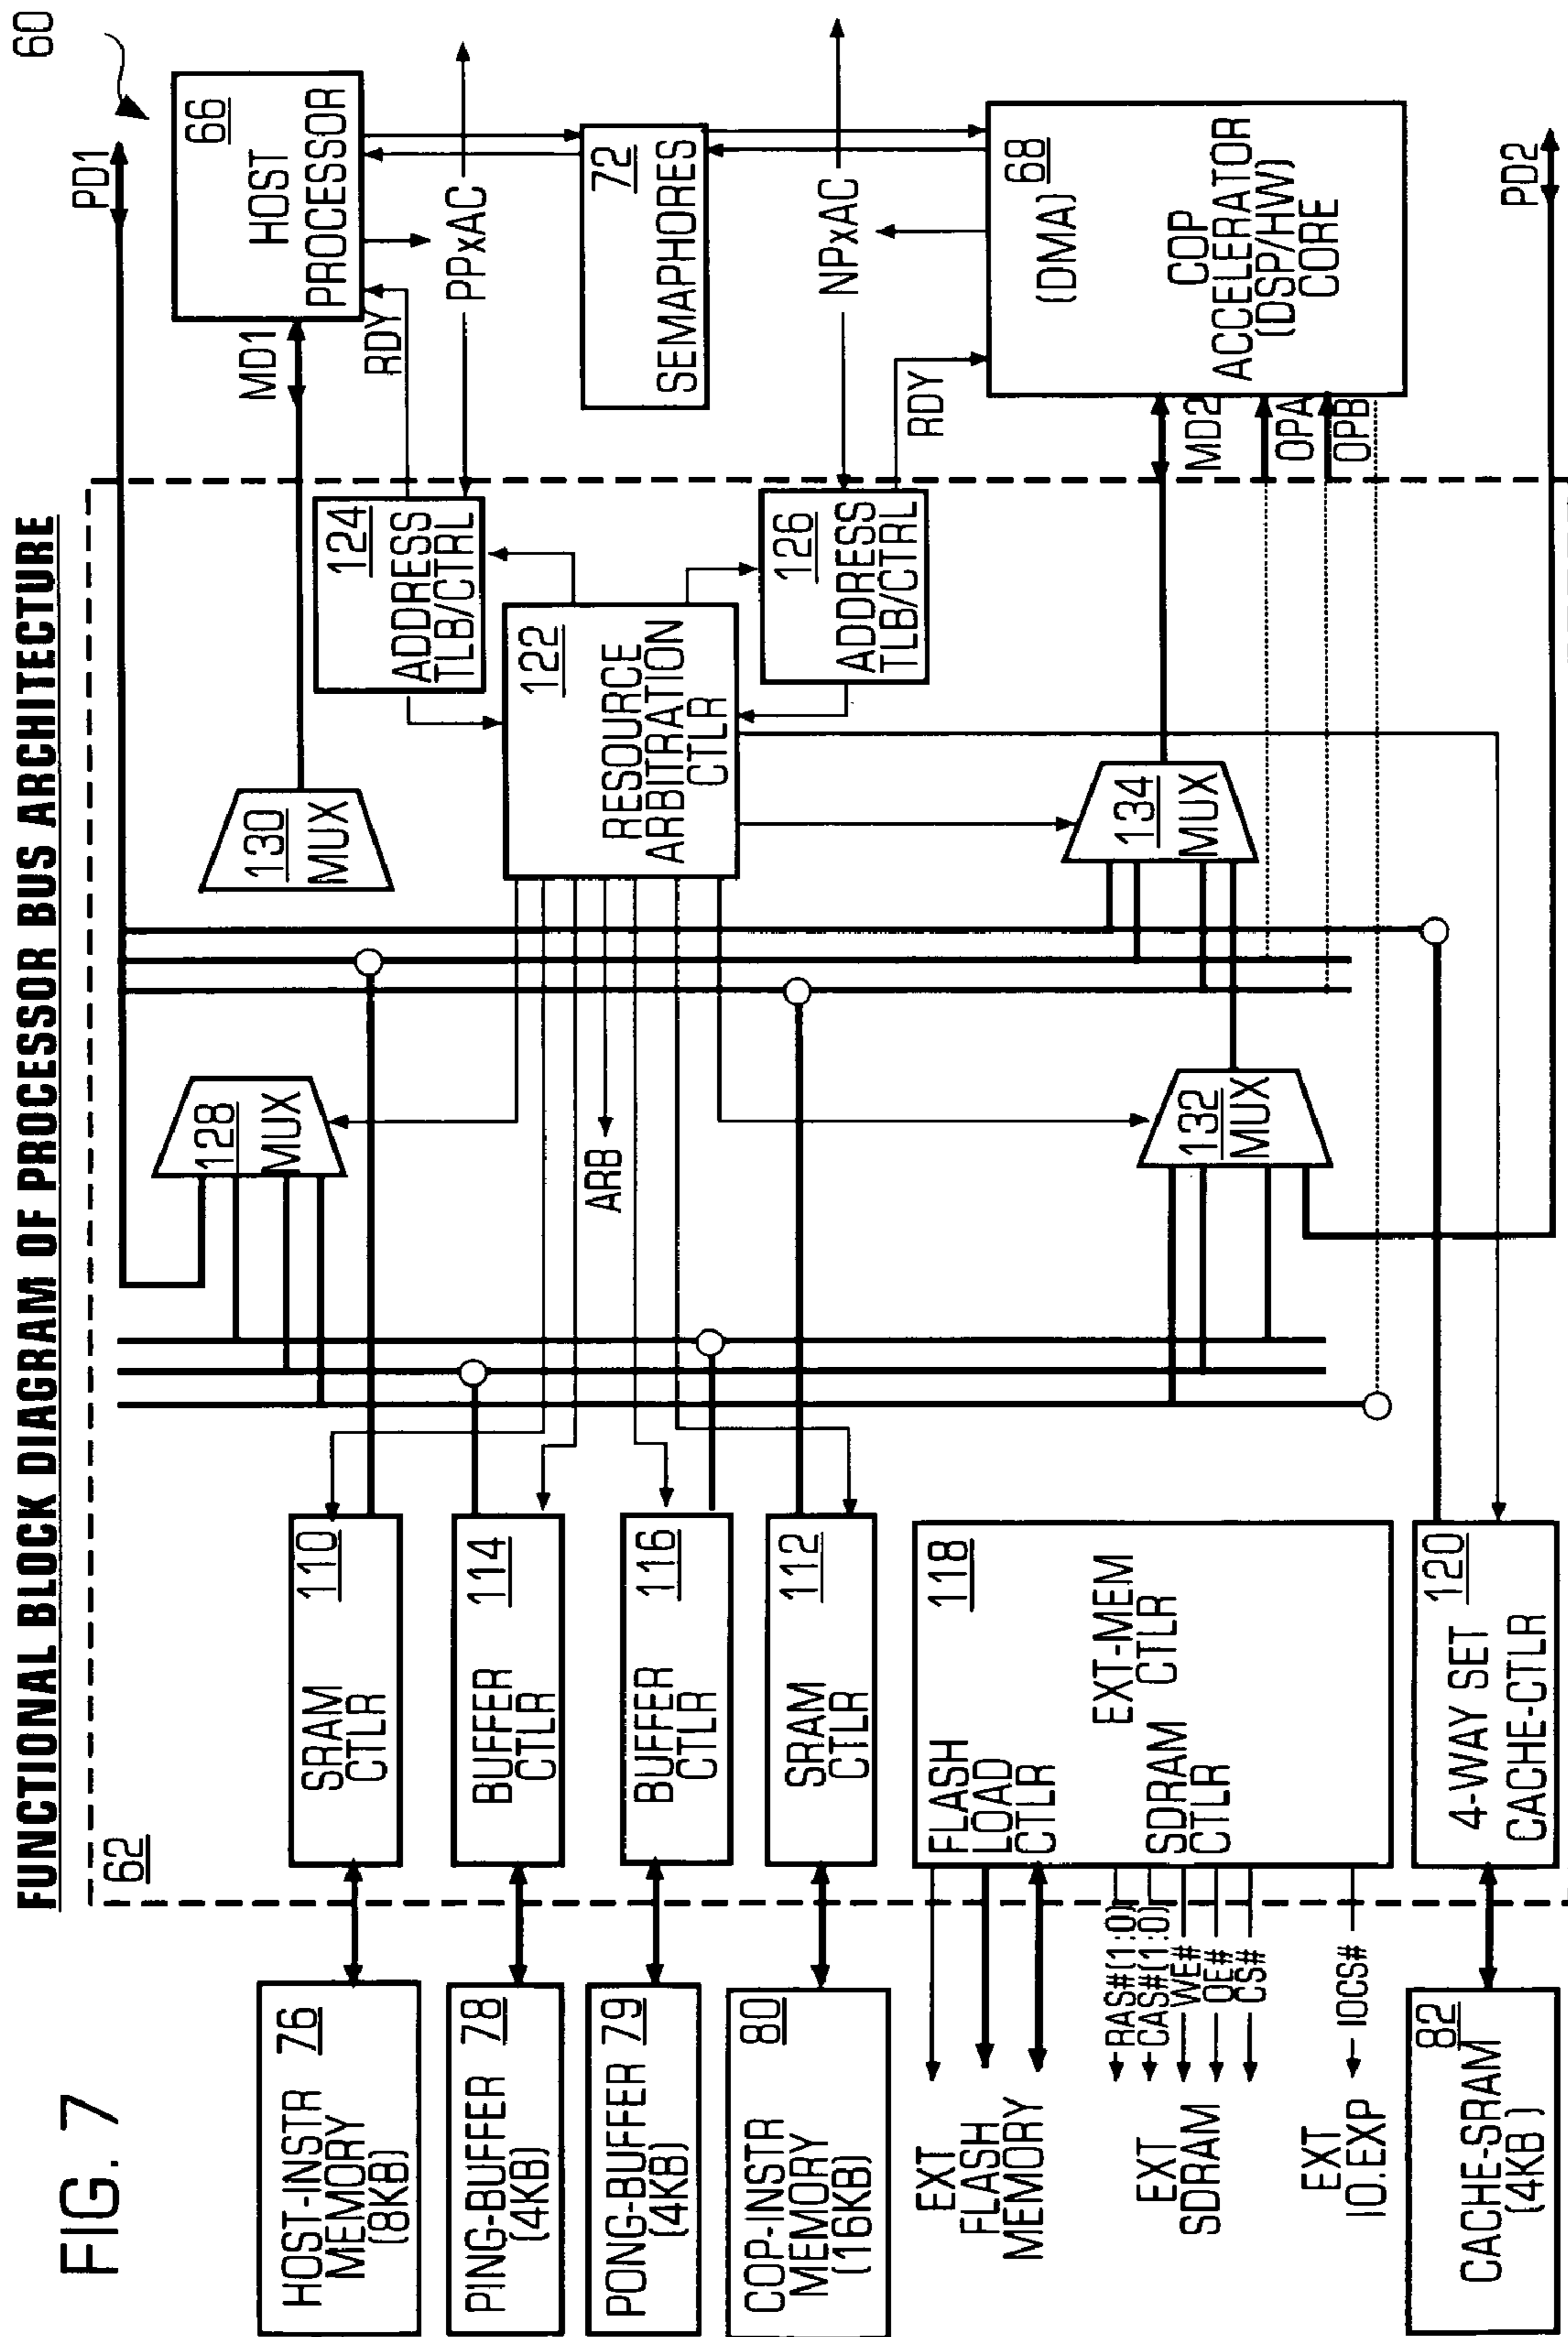 FIG. 7
FUNCTIONAL BLOCK DIAGRAM OF PROCESSOR BUS ARCHITECTURE
60
62
PD1
76
HOST-INSTR
MEMORY
(8KB)
78
PING-BUFFER
(4KB)
79
PONG-BUFFER
(4KB)
80
COP-INSTR
MEMORY
(16KB)
EXT
FLASH
MEMORY
EXT
SDRAM
EXT
IO.EXP
82
CACHE-SRAM
(4KB)
RAS#(1:0)
CAS#(1:0)
WE#
OE#
CS#
IOCS#
110
SRAM
CTLR
114
BUFFER
CTLR
116
BUFFER
CTLR
112
SRAM
CTLR
118
FLASH
LOAD
CTLR
EXT-MEM
CTLR
SDRAM
CTLR
120
4-WAY SET
CACHE-CTLR
128
MUX
ARB
132
MUX
130
MUX
122
RESOURCE
ARBITRATION
CTLR
134
MUX
124
ADDRESS
TLB/CTRL
126
ADDRESS
TLB/CTRL
MD1
RDY
PPxAC
NPxAC
RDY
MD2
OPA
OPB
66
HOST
PROCESSOR
72
SEMAPHORES
68
(DMA)
COP
ACCELERATOR
(DSP/HW)
CORE
PD2